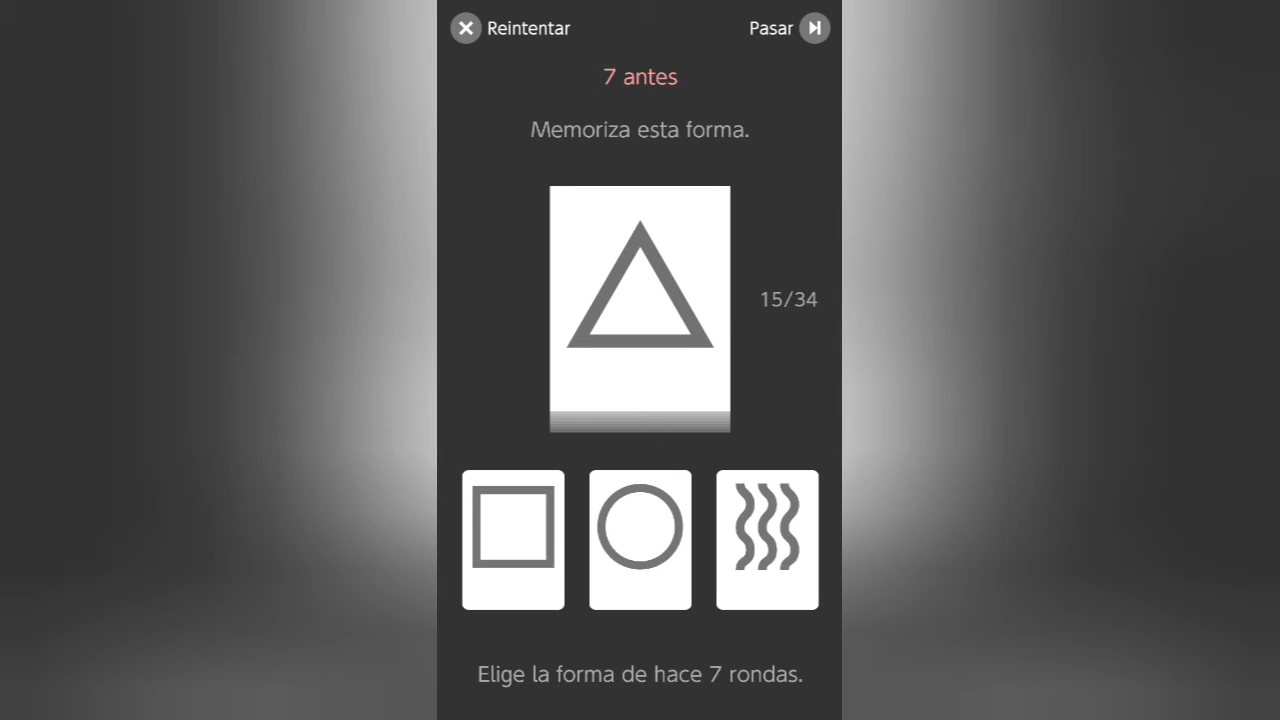 Reintentar
Pasar
7 antes
Memoriza esta forma.
15/34
Elige la forma de hace 7 rondas.